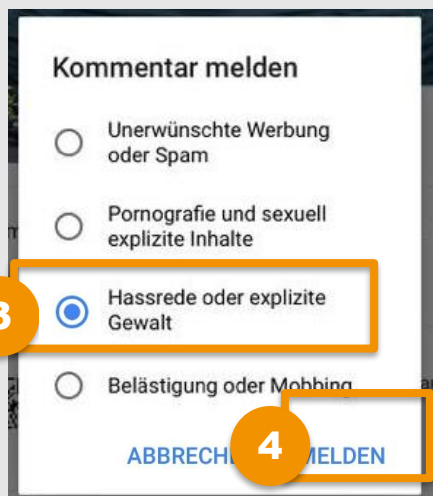 Kommentar melden
Unerwünschte Werbung
oder Spam
Pornografie und sexuell
explizite Inhalte
3
Hassrede oder explizite
Gewalt
Belästigung oder Mobbing
4
ABBRECH MELDEN